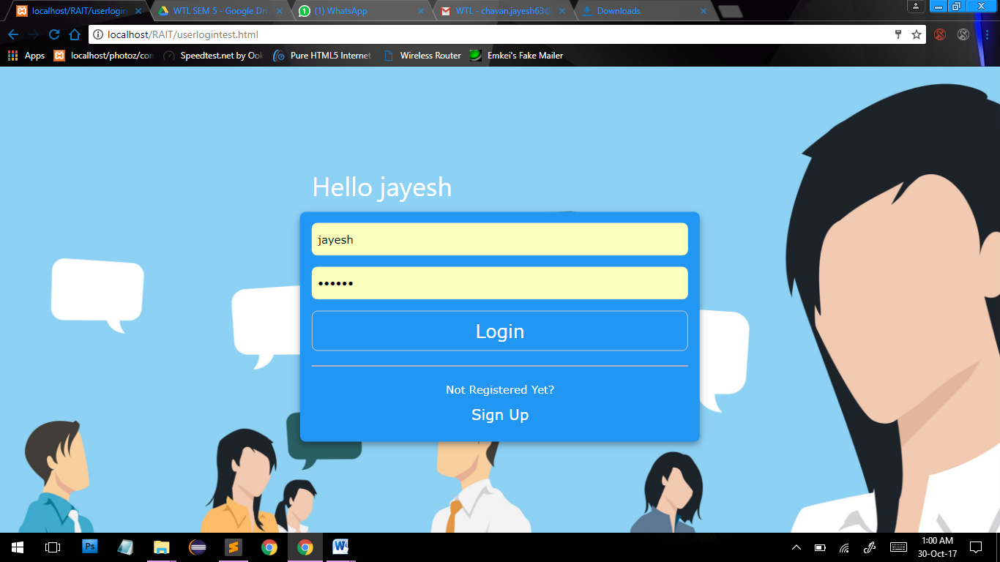 localhost/RAIT/userlogin
WTL SEM 5 - Google Dri
(1) WhatsApp
WTL - chavan.jayesh63@
Downloads
localhost/RAIT/userlogintest.html
Apps
localhost/photoz/con
Speedtest.net by Ook
Pure HTML5 Internet
Wireless Router
Emkei's Fake Mailer
Hello jayesh
jayesh
••••••
Login
Not Registered Yet?
Sign Up
Ps
W
1:00 AM
30-Oct-17